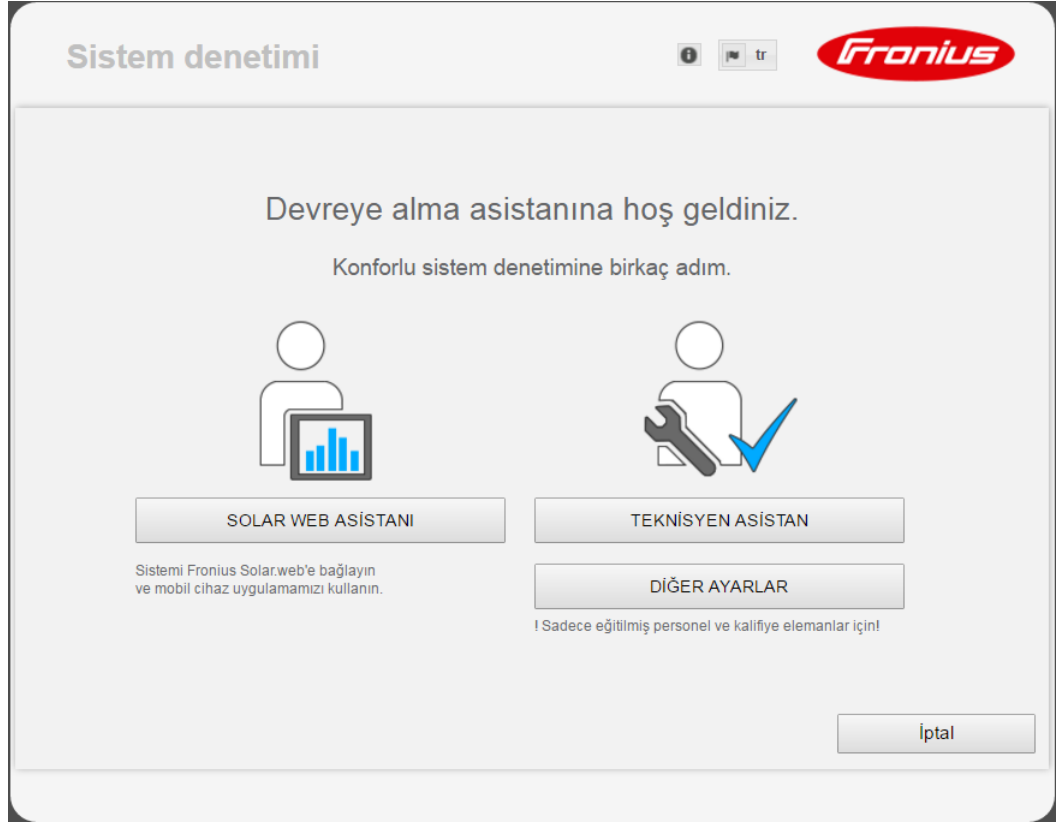 Sistem denetimi
tr
Fronius
Devreye alma asistanına hoş geldiniz.
Konforlu sistem denetimine birkaç adım.
SOLAR WEB ASİSTANI
Sistemi Fronius Solar.web'e bağlayın
ve mobil cihaz uygulamamızı kullanın.
TEKNİSYEN ASİSTAN
DİĞER AYARLAR
! Sadece eğitilmiş personel ve kalifiye elemanlar için!
İptal